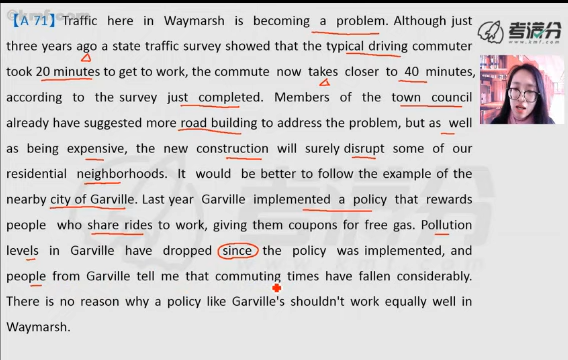 【A 71】Traffic here in Waymarsh is becoming a problem. Although just
three years ago a state traffic survey showed that the typical driving commuter
took 20 minutes to get to work, the commute now takes closer to 40 minutes,
according to the survey just completed. Members of the town council
already have suggested more road building to address the problem, but as well
as being expensive, the new construction will surely disrupt some of our
residential neighborhoods. It would be better to follow the example of the
nearby city of Garville. Last year Garville implemented a policy that rewards
people who share rides to work, giving them coupons for free gas. Pollution
levels in Garville have dropped since the policy was implemented, and
people from Garville tell me that commuting times have fallen considerably.
There is no reason why a policy like Garville's shouldn't work equally well in
Waymarsh.
考满分
www.kmf.com